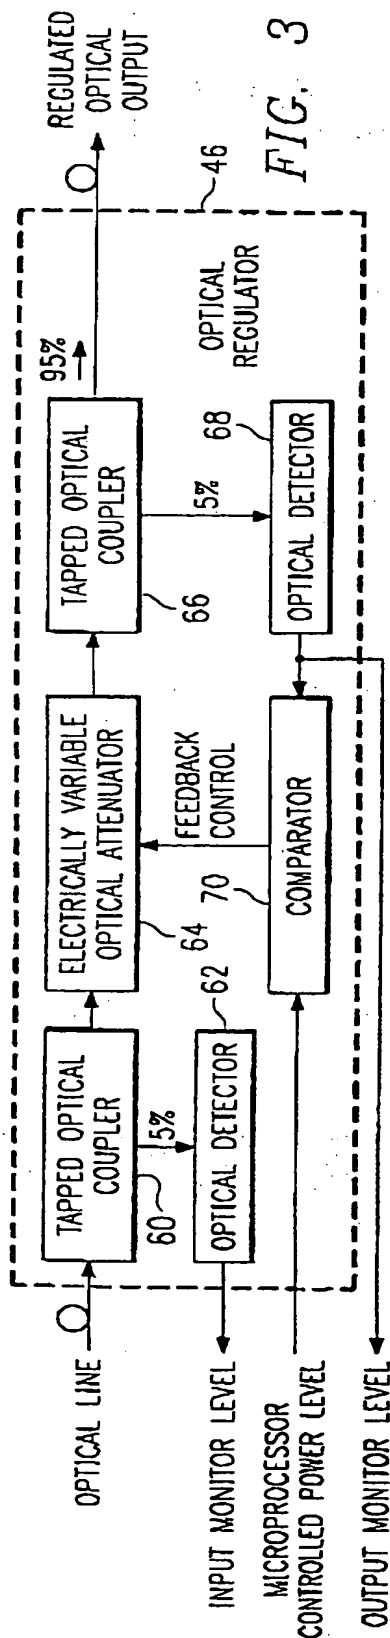 OPTICAL LINE
TAPPED OPTICAL
COUPLER
60
5%
OPTICAL DETECTOR
62
INPUT MONITOR LEVEL
MICROPROCESSOR
CONTROLLED POWER LEVEL
OUTPUT MONITOR LEVEL
ELECTRICALLY VARIABLE
OPTICAL ATTENUATOR
64
FEEDBACK
CONTROL
70
COMPARATOR
TAPPED OPTICAL
COUPLER
66
95%
5%
68
OPTICAL DETECTOR
OPTICAL
REGULATOR
46
REGULATED
OPTICAL
OUTPUT
FIG. 3